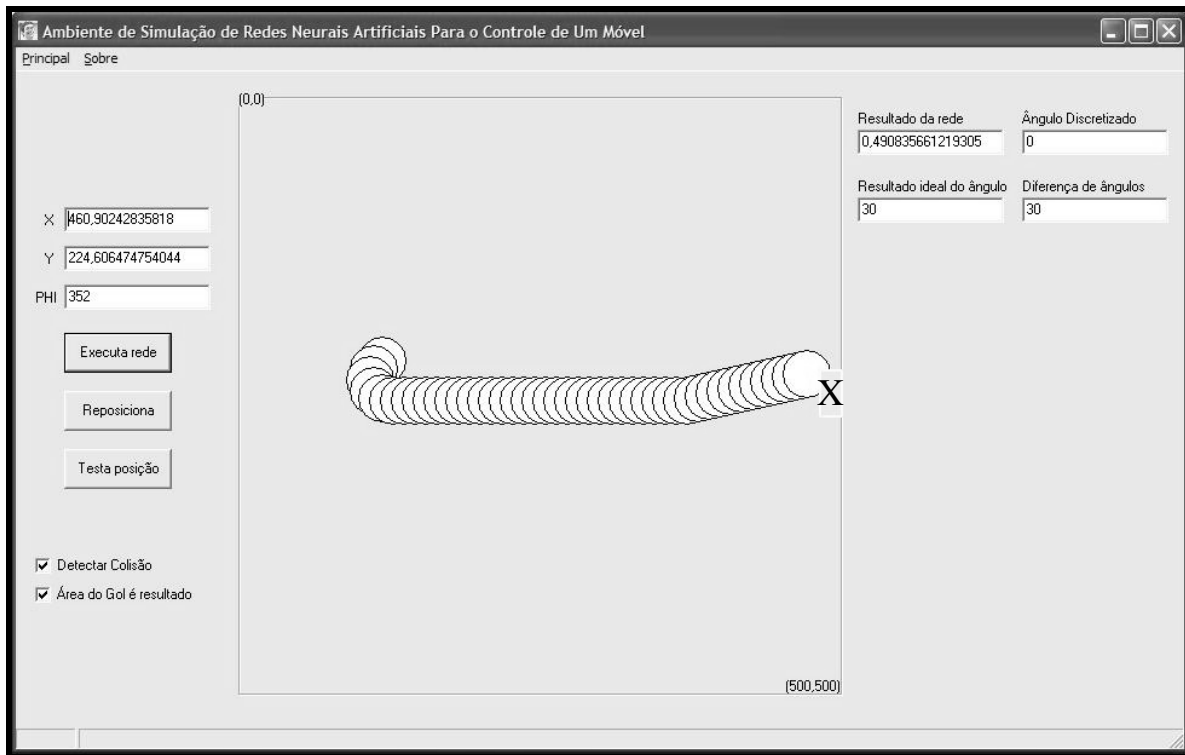 Ambiente de Simulação de Redes Neurais Artificiais Para o Controle de Um Móvel
Principal Sobre
(0,0)
X 460,90242835818
Y 224,606474754044
PHI 352
Executa rede
Reposiciona
Testa posição
Detectar Colisão
Área do Gol é resultado
X
(500,500)
Resultado da rede Ângulo Discretizado
0,490835661219305 0
Resultado ideal do ângulo Diferença de ângulos
30 30